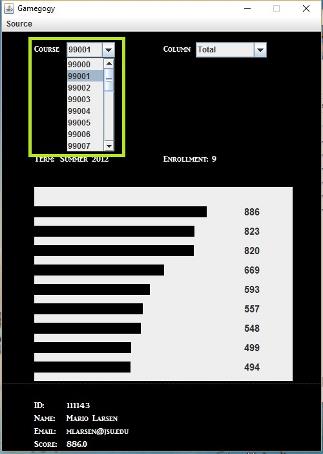 Gamegogy
Source
Course 99001 Column Total
99000
99001
99002
99003
99004
99005
99006
99007
Term: Summer 2012 Enrollment: 9
886
823
820
669
593
557
548
499
494
ID: 111143
Name: Mario Larsen
Email: mlarsen@jsu.edu
Score: 886.0